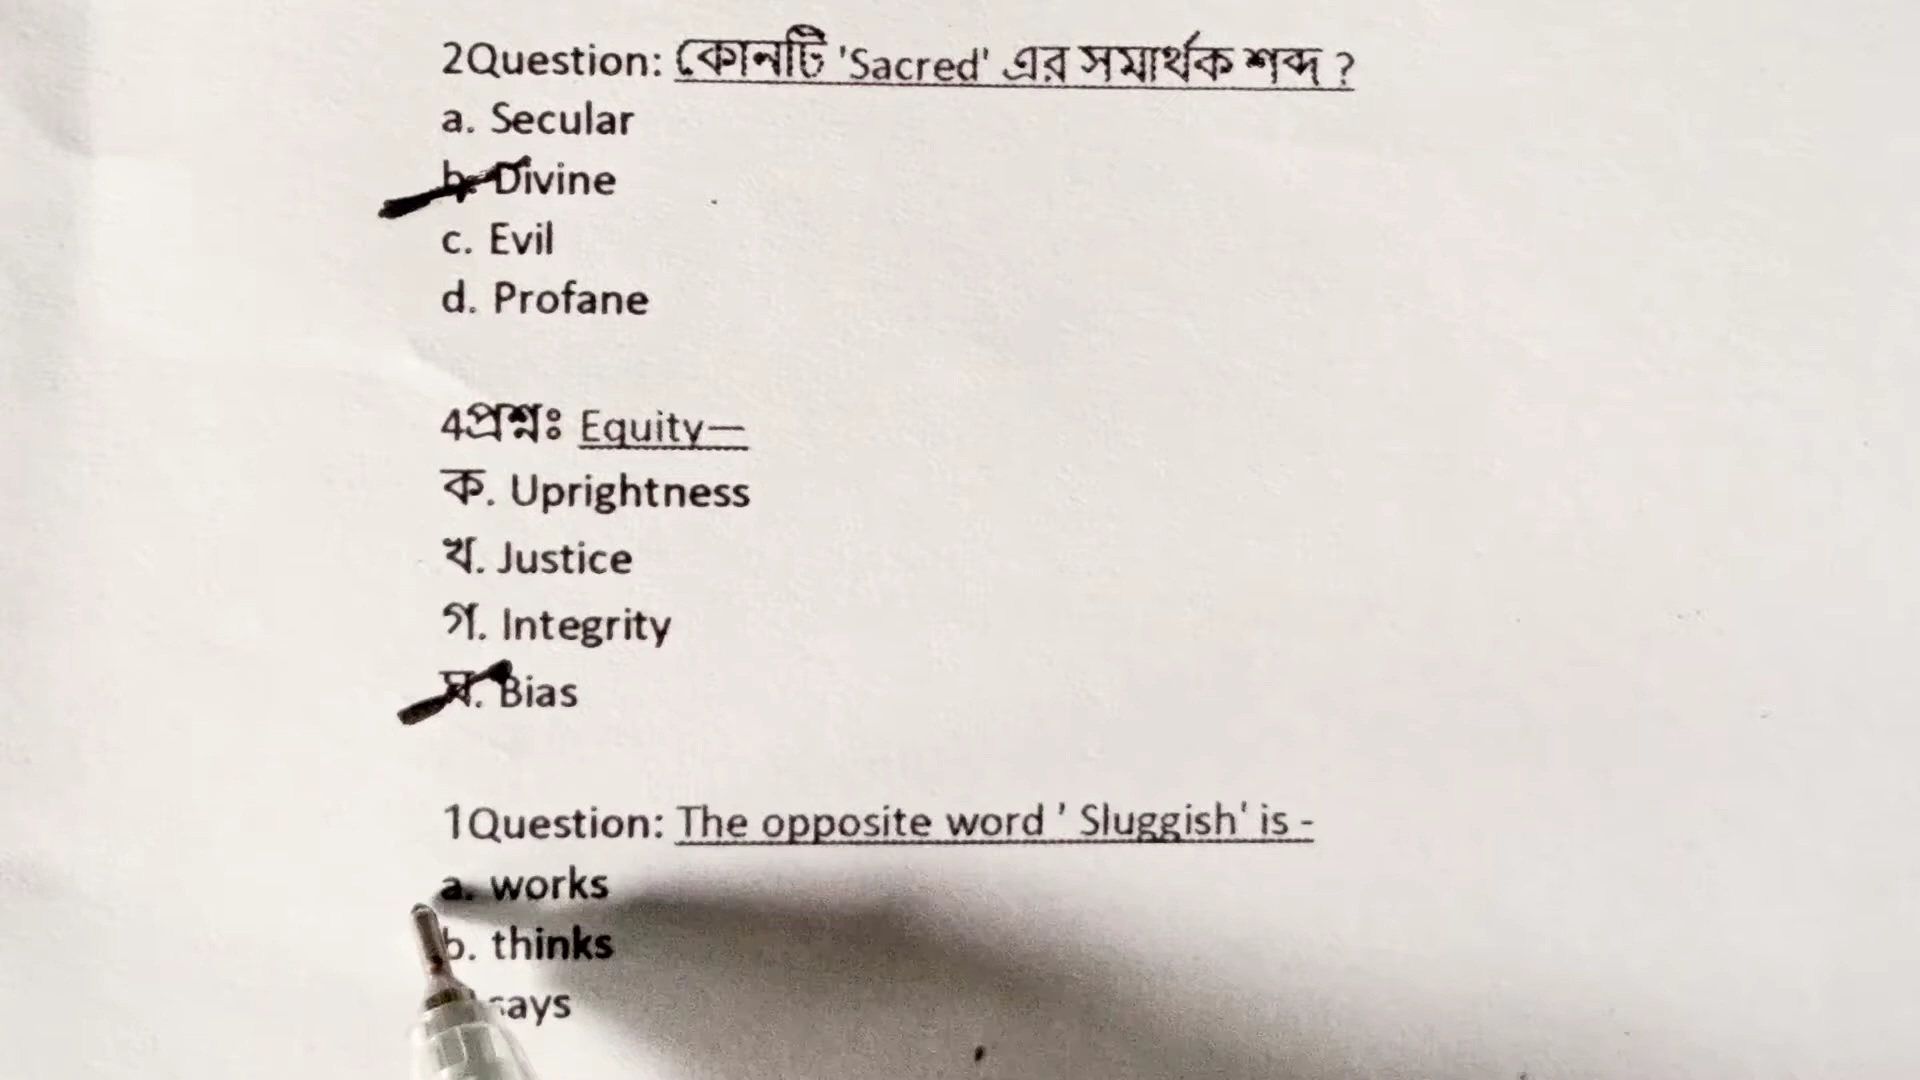 2Question: কোনটি 'Sacred' এর সমার্থক শব্দ ?
a. Secular
b. Divine
c. Evil
d. Profane
4প্রশ্নঃ Equity—
ক. Uprightness
খ. Justice
গ. Integrity
ঘ. Bias
1Question: The opposite word ' Sluggish' is -
a. works
b. thinks
says